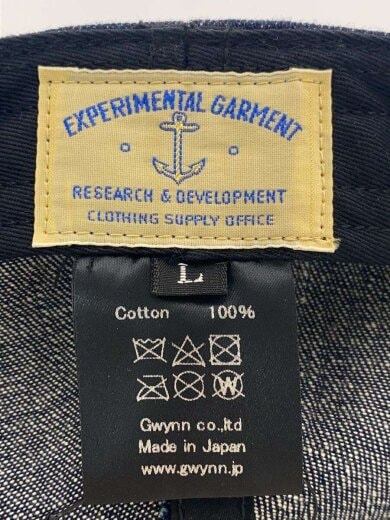 EXPERIMENTAL GARMENT
RESEARCH & DEVELOPMENT
CLOTHING SUPPLY OFFICE
L
Cotton 100%
W
Gwynn co.,ltd
Made in Japan
www.gwynn.jp